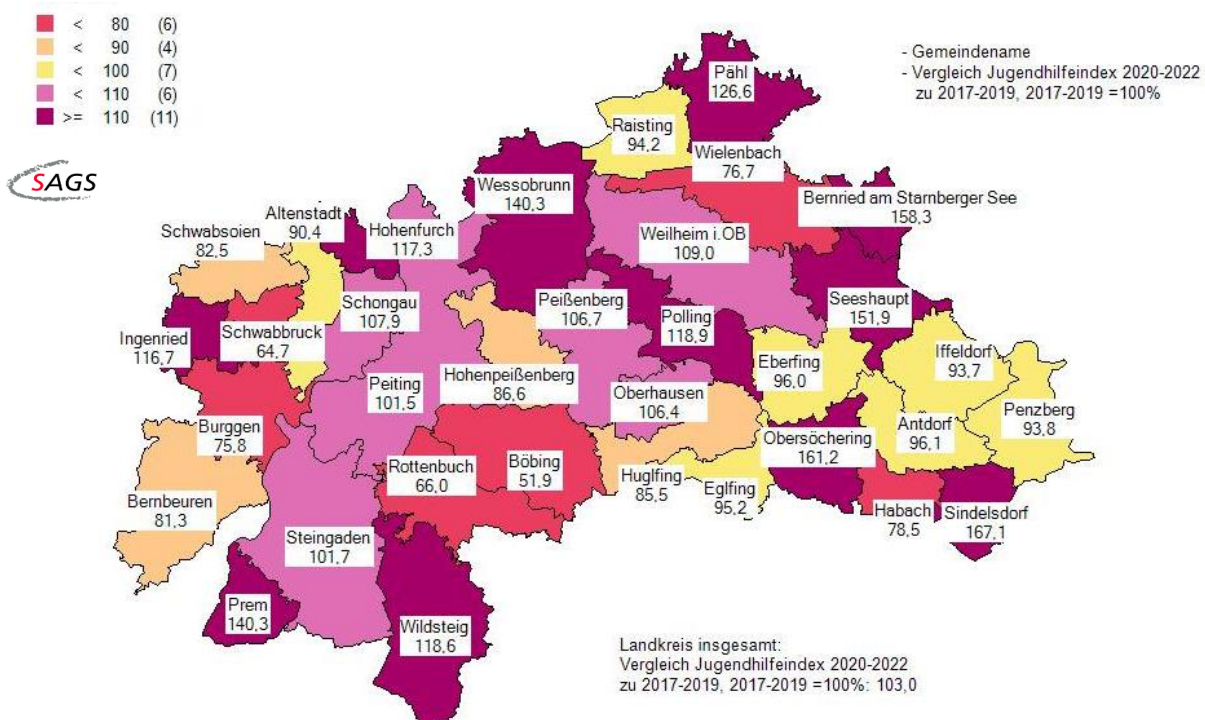 < 80 (6)
< 90 (4)
< 100 (7)
< 110 (6)
>= 110 (11)
SAGS
- Gemeindename
- Vergleich Jugendhilfeindex 2020-2022
zu 2017-2019, 2017-2019 =100%
Pähl
126,6
Raisting
94,2
Wielenbach
76,7
Wessobrunn
140,3
Bernried am Starnberger See
158,3
Altenstadt
90,4
Schwabsoien
82,5
Hohenfurch
117,3
Weilheim i.OB
109,0
Schongau
107,9
Peißenberg
106,7
Polling
118,9
Seeshaupt
151,9
Ingenried
116,7
Schwabbruck
64,7
Eberfing
96,0
Iffeldorf
93,7
Peiting
101,5
Hohenpeißenberg
86,6
Oberhausen
106,4
Penzberg
93,8
Burggen
75,8
Obersöchering
161,2
Antdorf
96,1
Rottenbuch
66,0
Böbing
51,9
Huglfing
85,5
Eglfing
95,2
Bernbeuren
81,3
Habach
78,5
Sindelsdorf
167,1
Steingaden
101,7
Prem
140,3
Wildsteig
118,6
Landkreis insgesamt:
Vergleich Jugendhilfeindex 2020-2022
zu 2017-2019, 2017-2019 =100%: 103,0